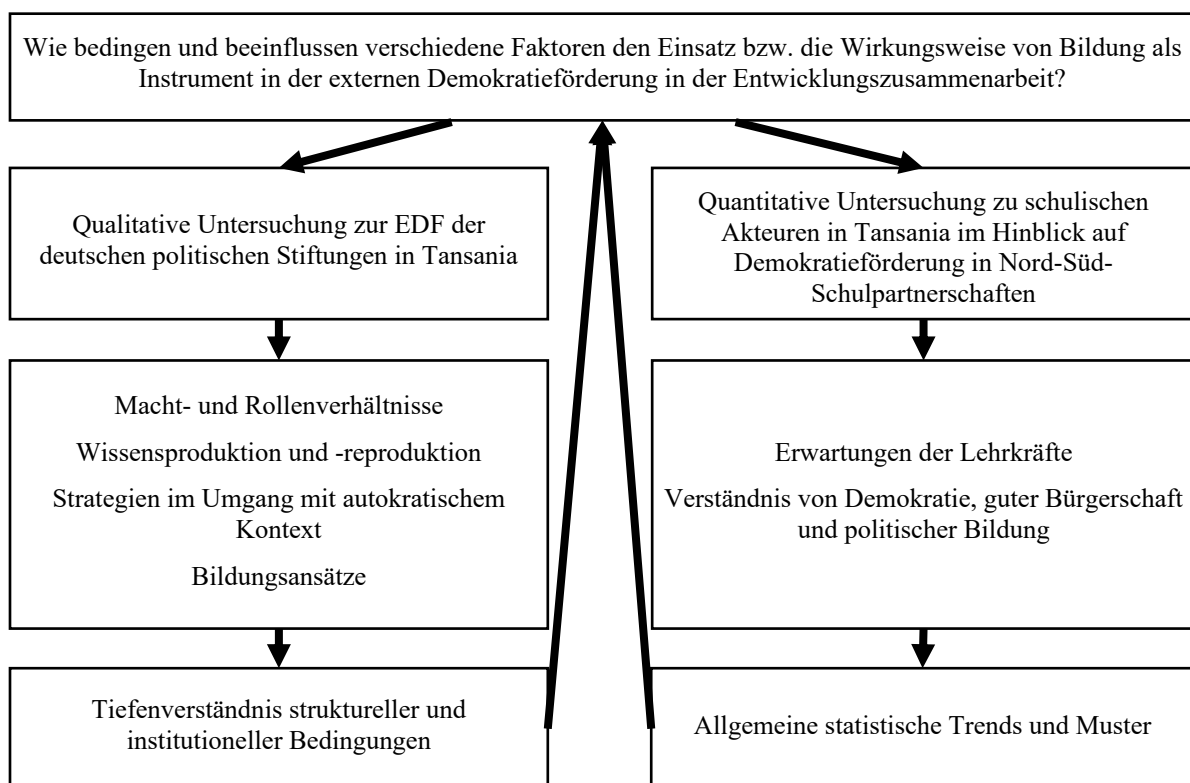 Wie bedingen und beeinflussen verschiedene Faktoren den Einsatz bzw. die Wirkungsweise von Bildung als
Instrument in der externen Demokratieförderung in der Entwicklungszusammenarbeit?
Qualitative Untersuchung zur EDF der
deutschen politischen Stiftungen in Tansania
Macht- und Rollenverhältnisse
Wissensproduktion und -reproduktion
Strategien im Umgang mit autokratischem
Kontext
Bildungsansätze
Tiefenverständnis struktureller und
institutioneller Bedingungen
Quantitative Untersuchung zu schulischen
Akteuren in Tansania im Hinblick auf
Demokratieförderung in Nord-Süd-
Schulpartnerschaften
Erwartungen der Lehrkräfte
Verständnis von Demokratie, guter Bürgerschaft
und politischer Bildung
Allgemeine statistische Trends und Muster